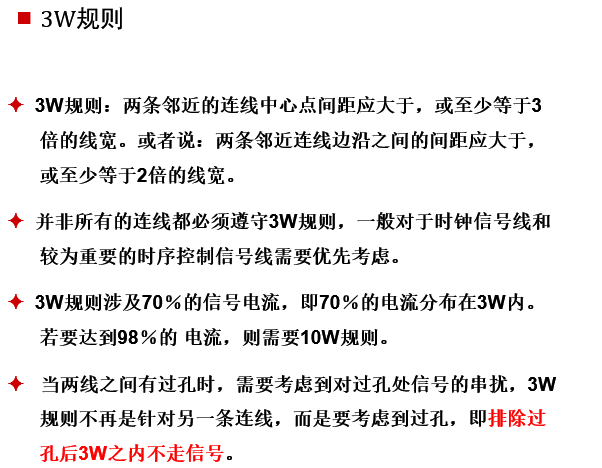 3W规则
3W规则：两条邻近的连线中心点间距应大于，或至少等于3
倍的线宽。或者说：两条邻近连线边沿之间的间距应大于，
或至少等于2倍的线宽。
并非所有的连线都必须遵守3W规则，一般对于时钟信号线和
较为重要的时序控制信号线需要优先考虑。
3W规则涉及70％的信号电流，即70％的电流分布在3W内。
若要达到98％的 电流，则需要10W规则。
当两线之间有过孔时，需要考虑到对过孔处信号的串扰，3W
规则不再是针对另一条连线，而是要考虑到过孔，即排除过
孔后3W之内不走信号。